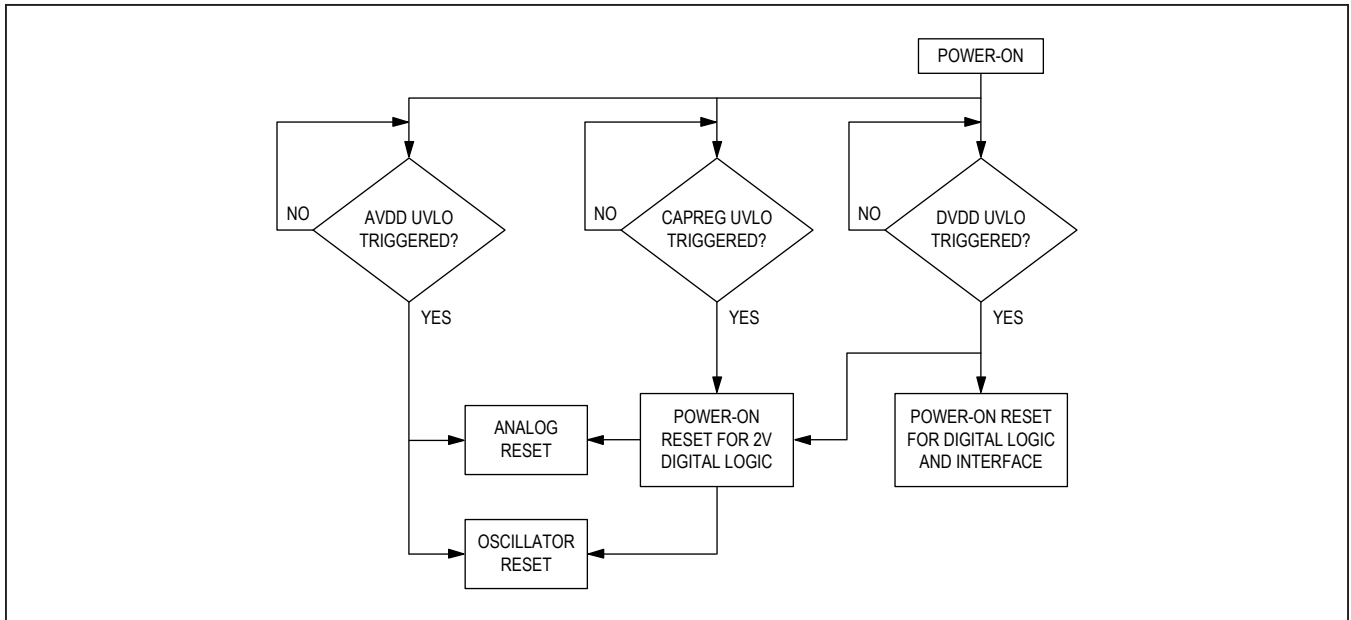 POWER-ON
NO
AVDD UVLO
TRIGGERED?
YES
NO
CAPREG UVLO
TRIGGERED?
YES
NO
DVDD UVLO
TRIGGERED?
YES
ANALOG
RESET
POWER-ON
RESET FOR 2V
DIGITAL LOGIC
POWER-ON RESET
FOR DIGITAL LOGIC
AND INTERFACE
OSCILLATOR
RESET